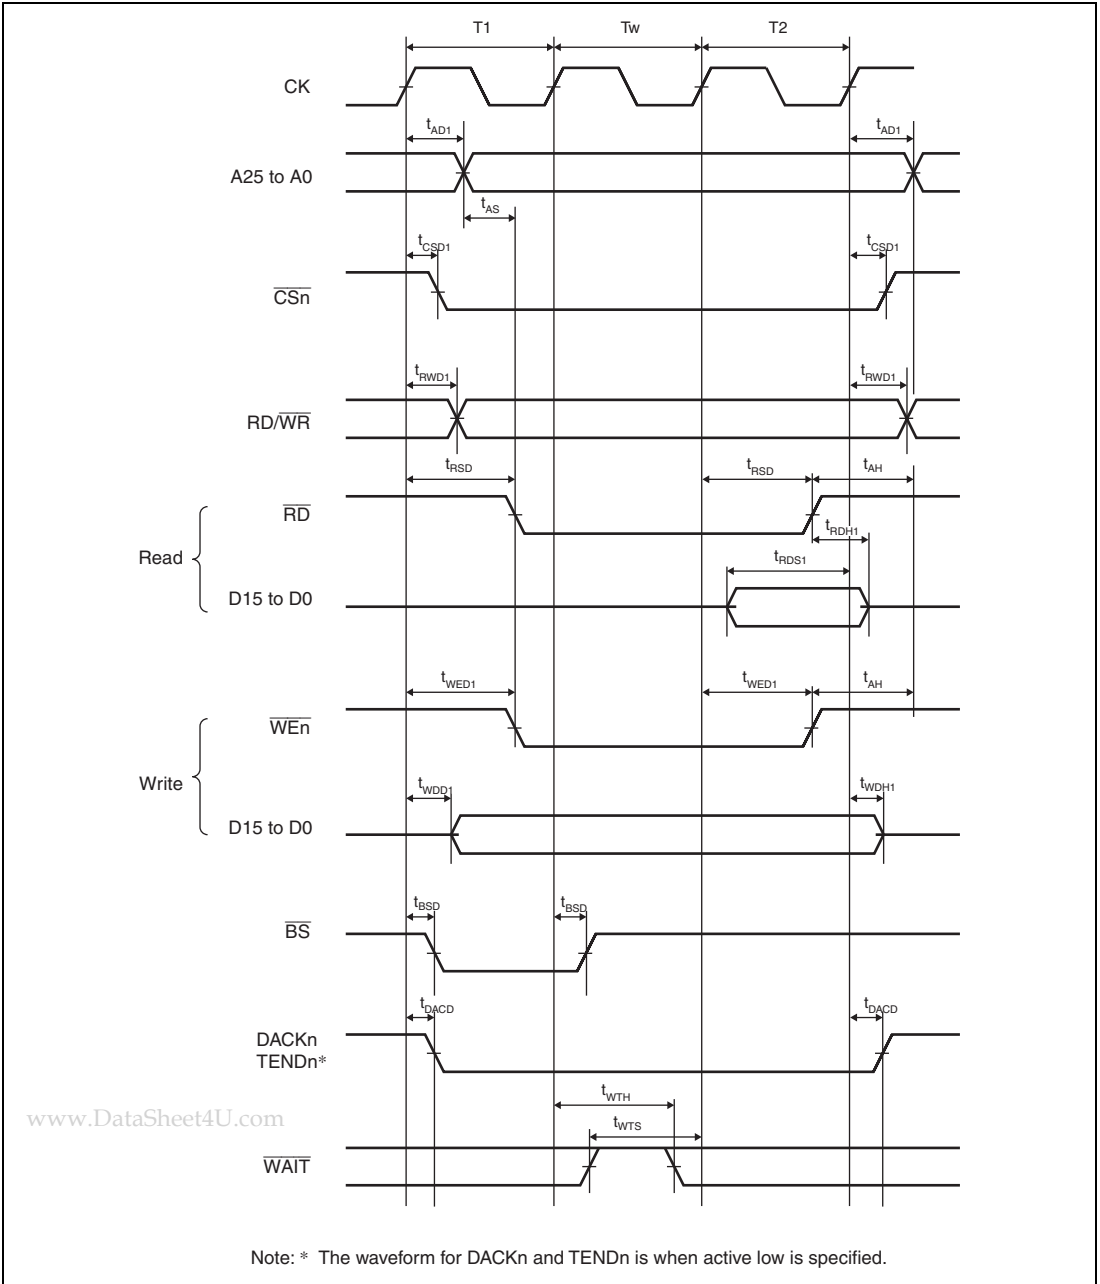 T1 Tw T2
CK
tAD1 tAD1
A25 to A0
tAS
tCSD1 tCSD1
CSn
tRWD1 tRWD1
RD/WR
tRSD tRSD tAH
RD
tRDH1
Read
tRDS1
D15 to D0
tWED1 tWED1 tAH
WEn
Write
tWDD1 tWDH1
D15 to D0
tBSD tBSD
BS
tDACD tDACD
DACKn
TENDn*
tWTH
www.DataSheet4U.com
tWTS
WAIT
Note: * The waveform for DACKn and TENDn is when active low is specified.